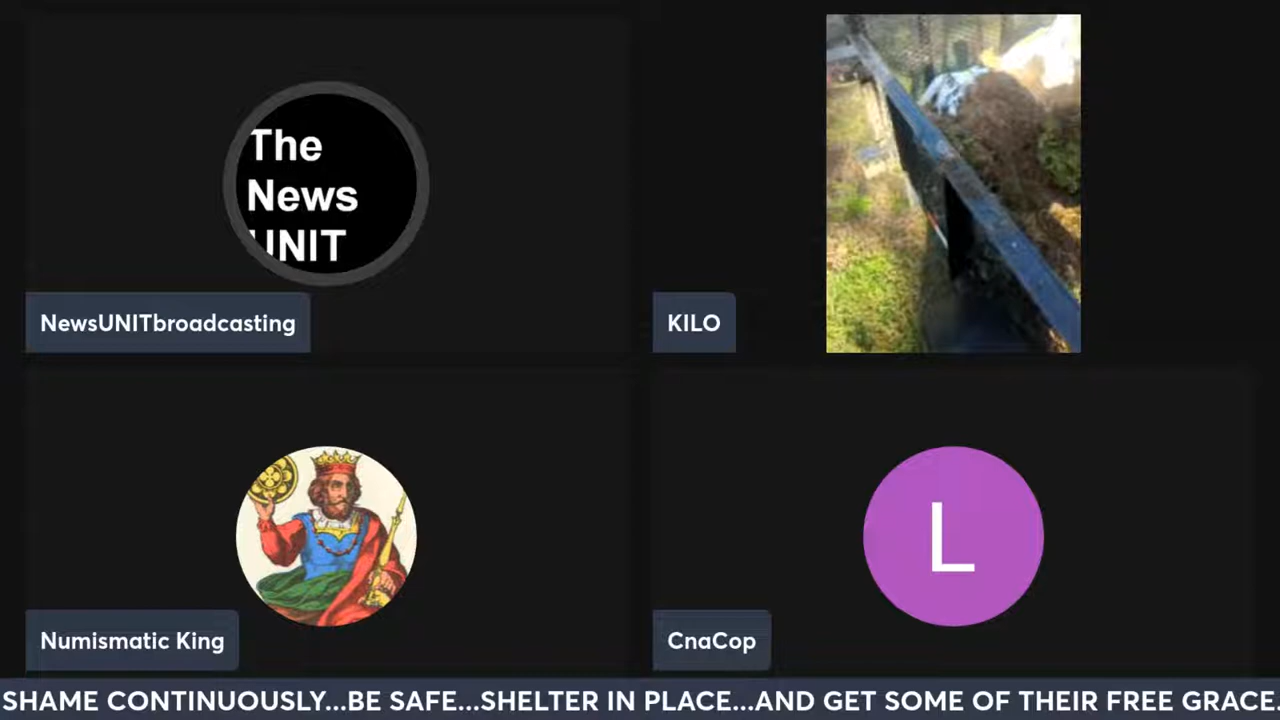 The
News
UNIT
NewsUNITbroadcasting
KILO
Numismatic King
L
CnaCop
SHAME CONTINUOUSLY...BE SAFE...SHELTER IN PLACE...AND GET SOME OF THEIR FREE GRACE.